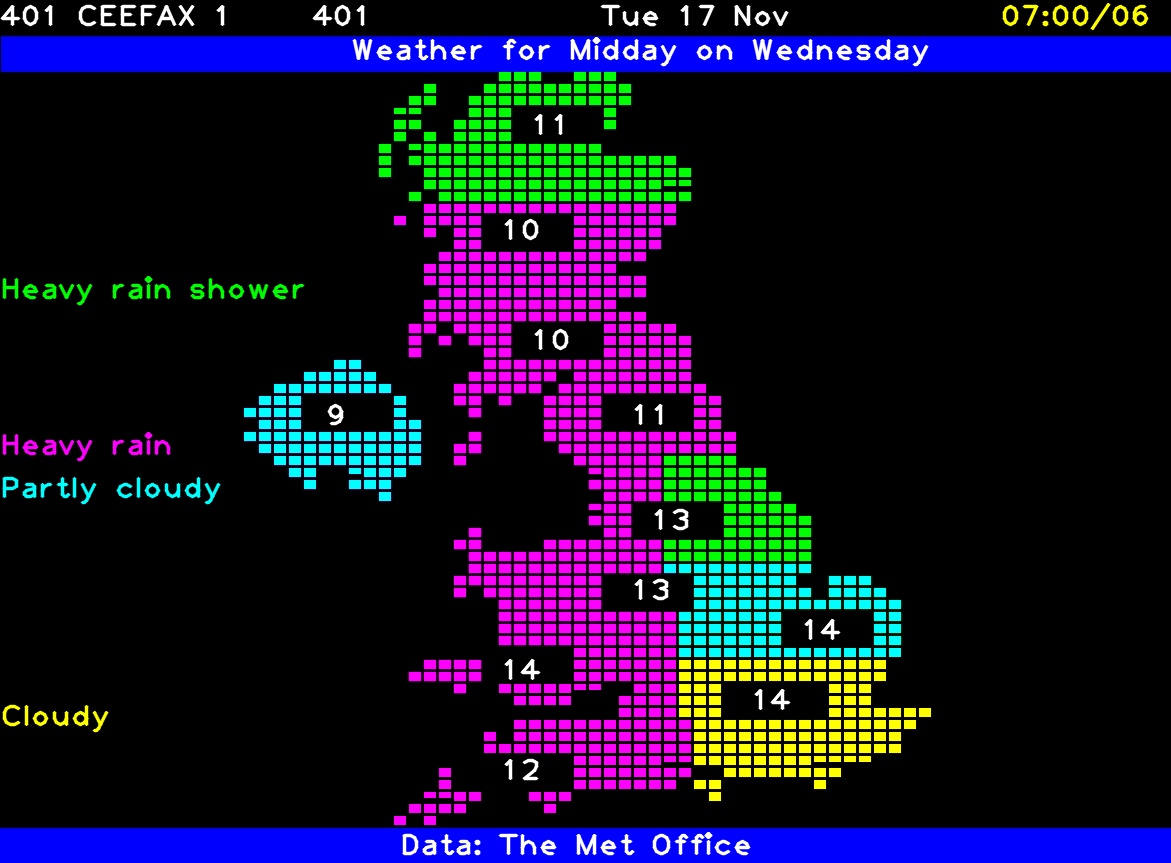 401 CEEFAX 1 401 Tue 17 Nov 07:00/06
Weather for Midday on Wednesday
11
10
Heavy rain shower
10
9
11
Heavy rain
Partly cloudy
13
13
14
14
14
Cloudy
12
Data: The Met Office